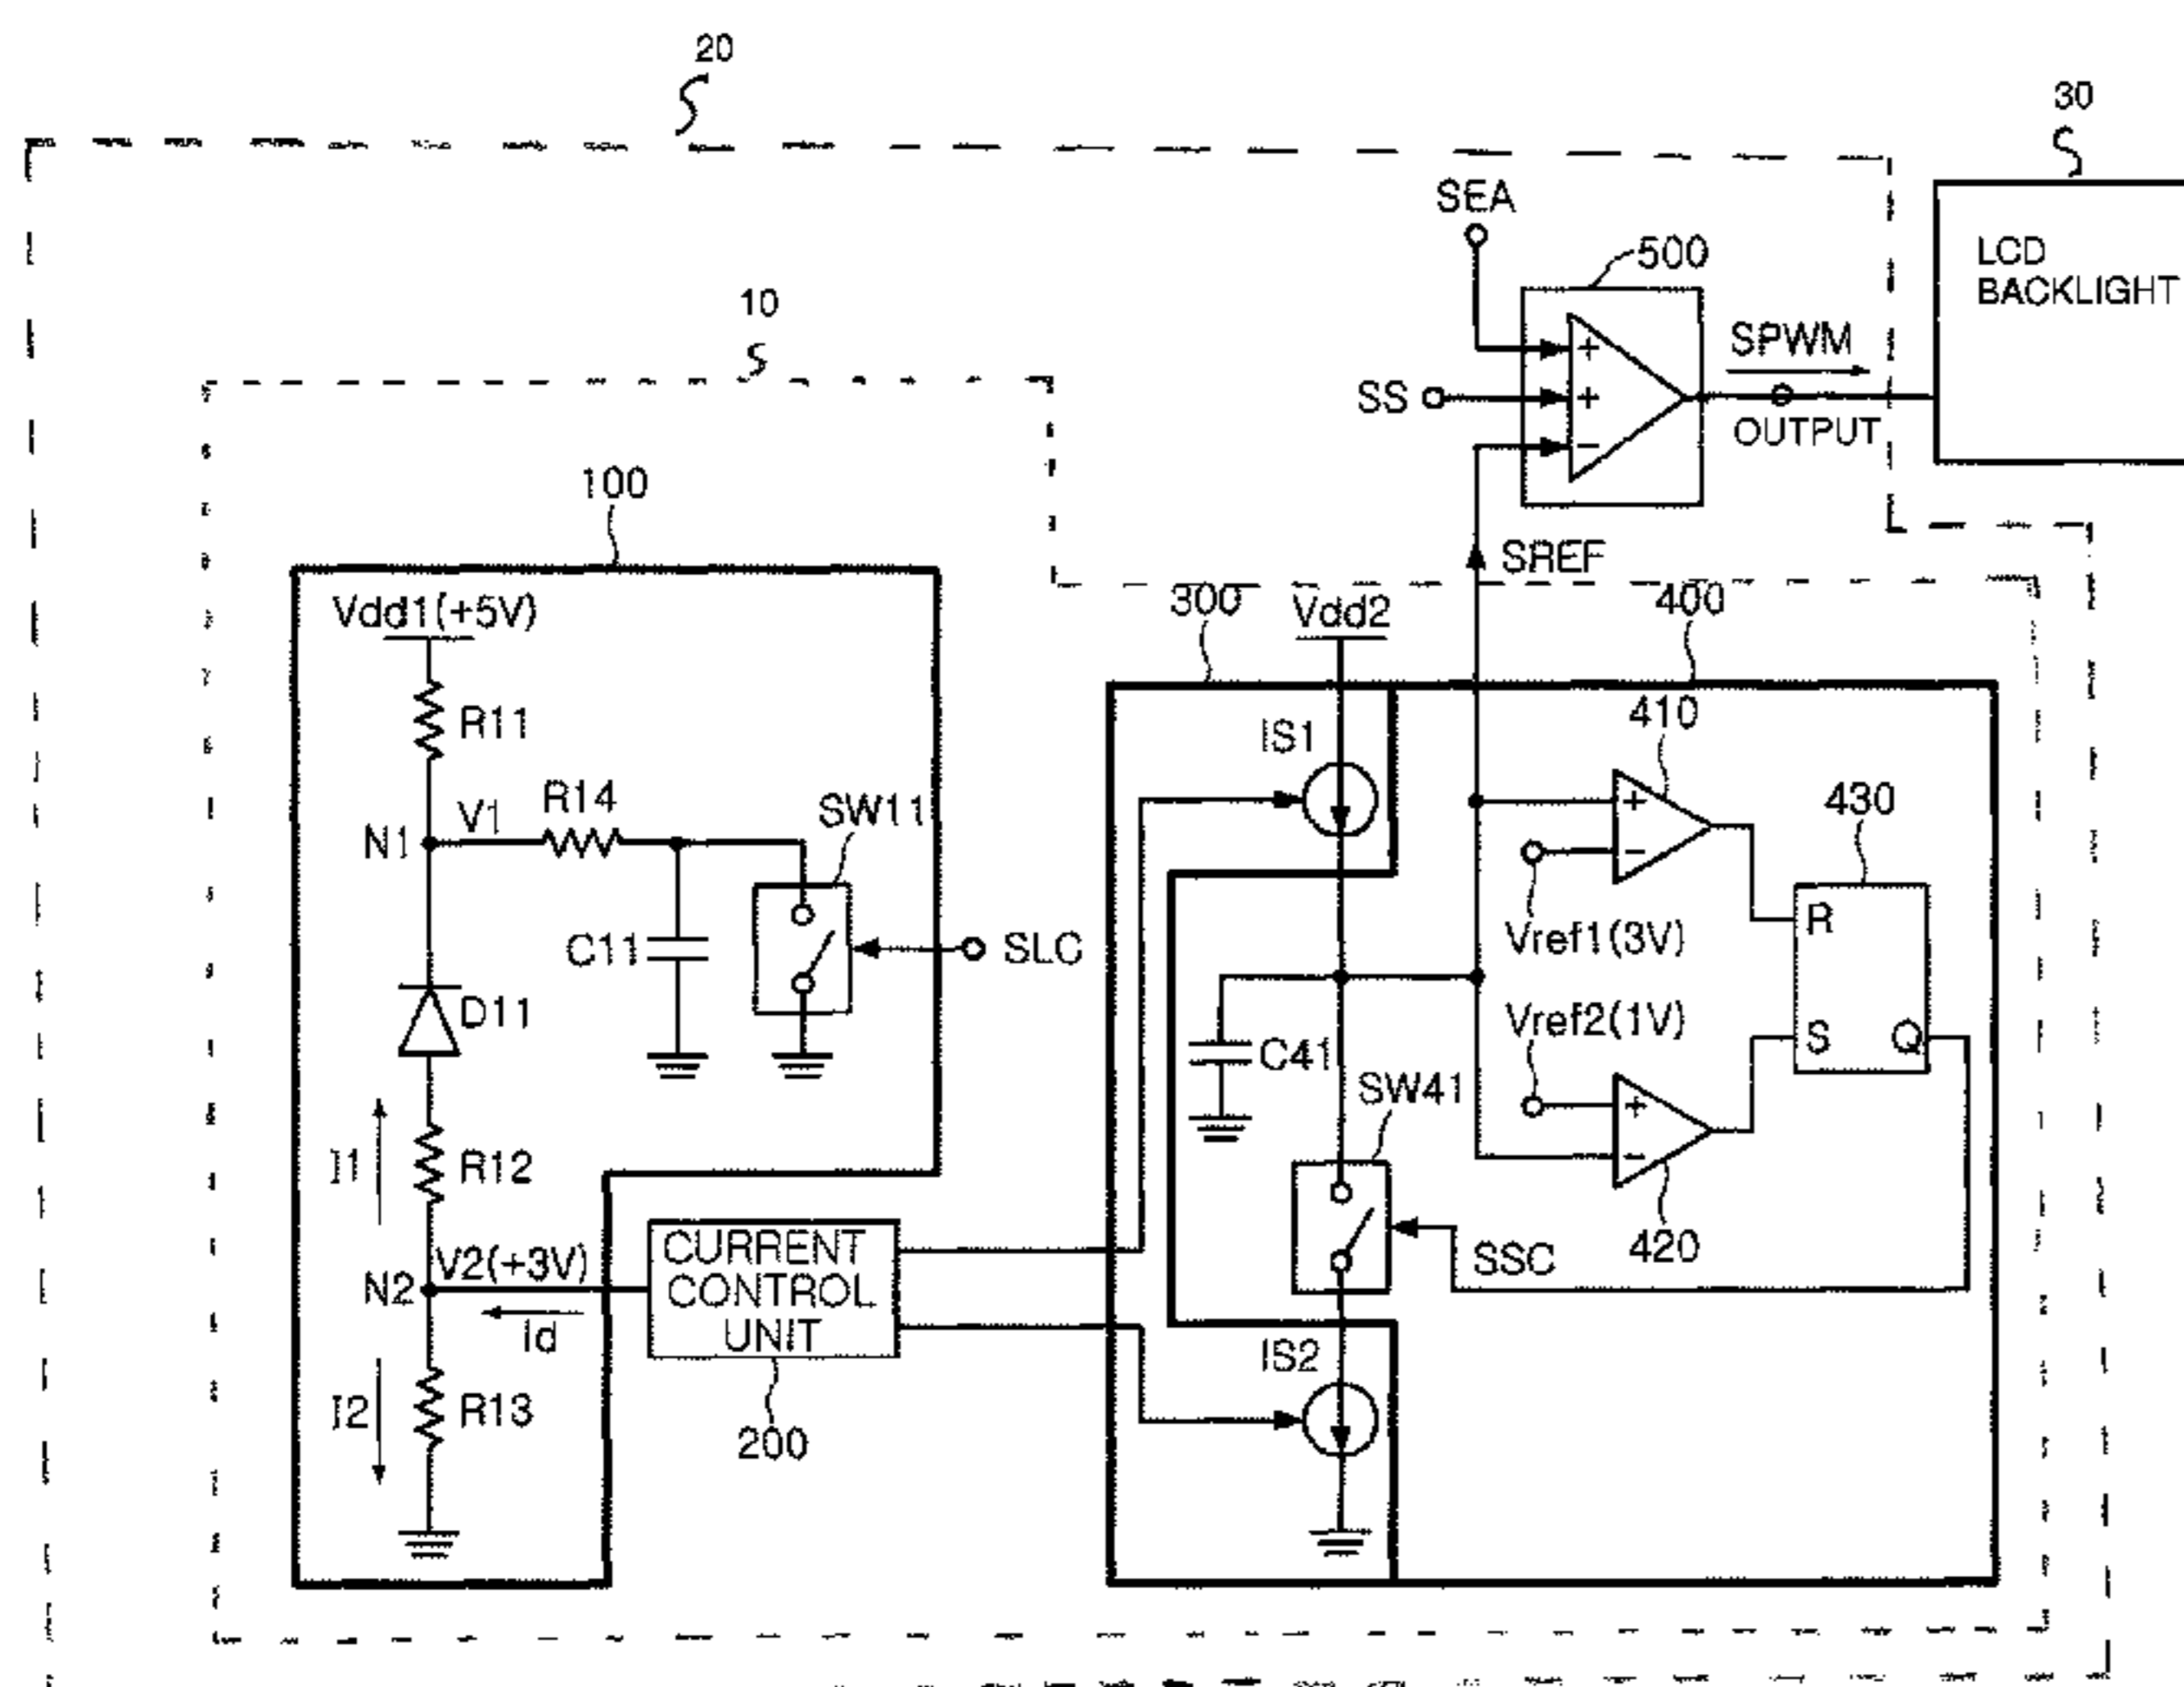 20
30
SEA
500
LCD
BACKLIGHT
10
SPWM
SS
+
+
-
OUTPUT
100
SREF
300
Vdd2
400
Vdd1(+5V)
410
R11
IS1
R14
SW11
430
V1
N1
+
-
R
C11
SLC
Vref1(3V)
D11
Vref2(1V)
S
Q
C41
SW41
+
-
I1
R12
420
CURRENT
CONTROL
UNIT
V2(+3V)
N2
SSC
Id
IS2
I2
R13
200